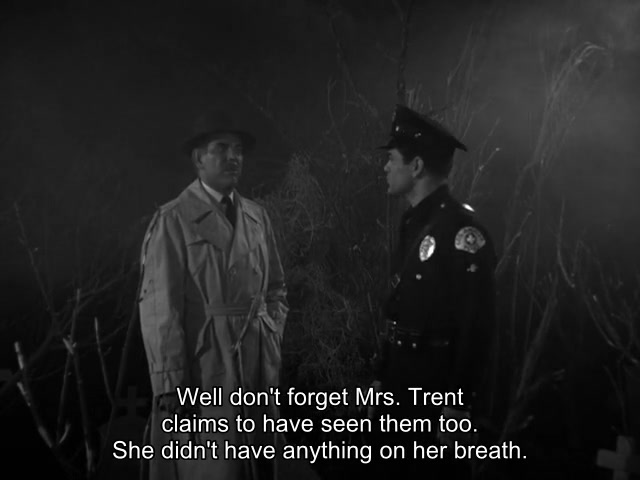 Well don't forget Mrs. Trent
claims to have seen them too.
She didn't have anything on her breath.